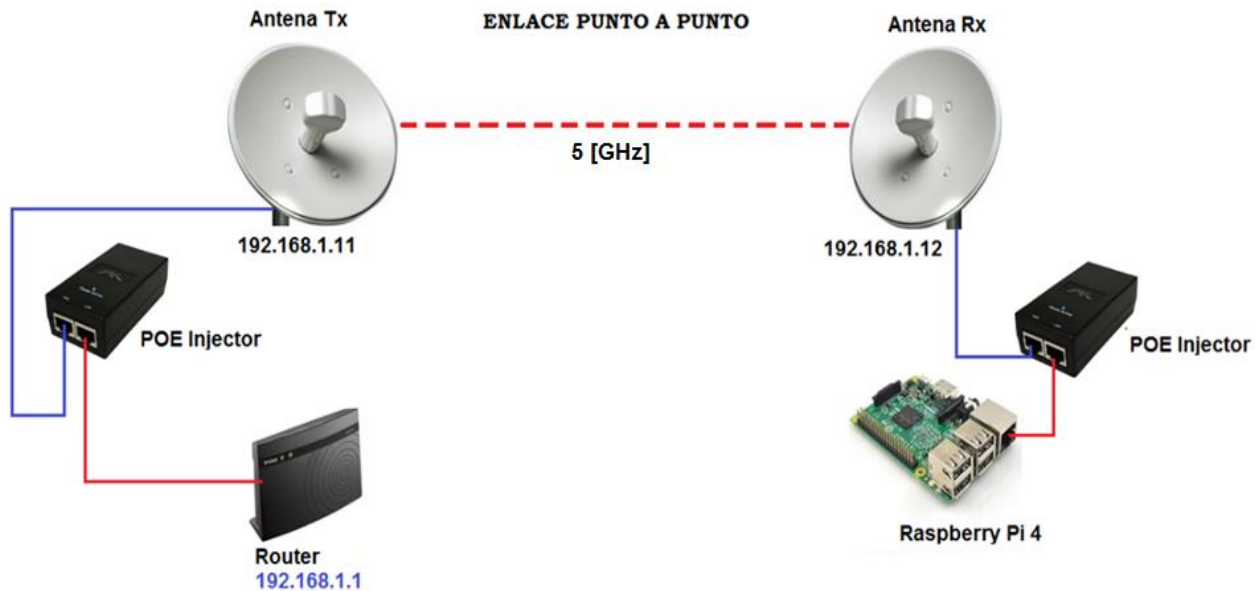 Antena Tx
ENLACE PUNTO A PUNTO
Antena Rx
5 [GHz]
192.168.1.11
192.168.1.12
POE Injector
POE Injector
Raspberry Pi 4
Router
192.168.1.1